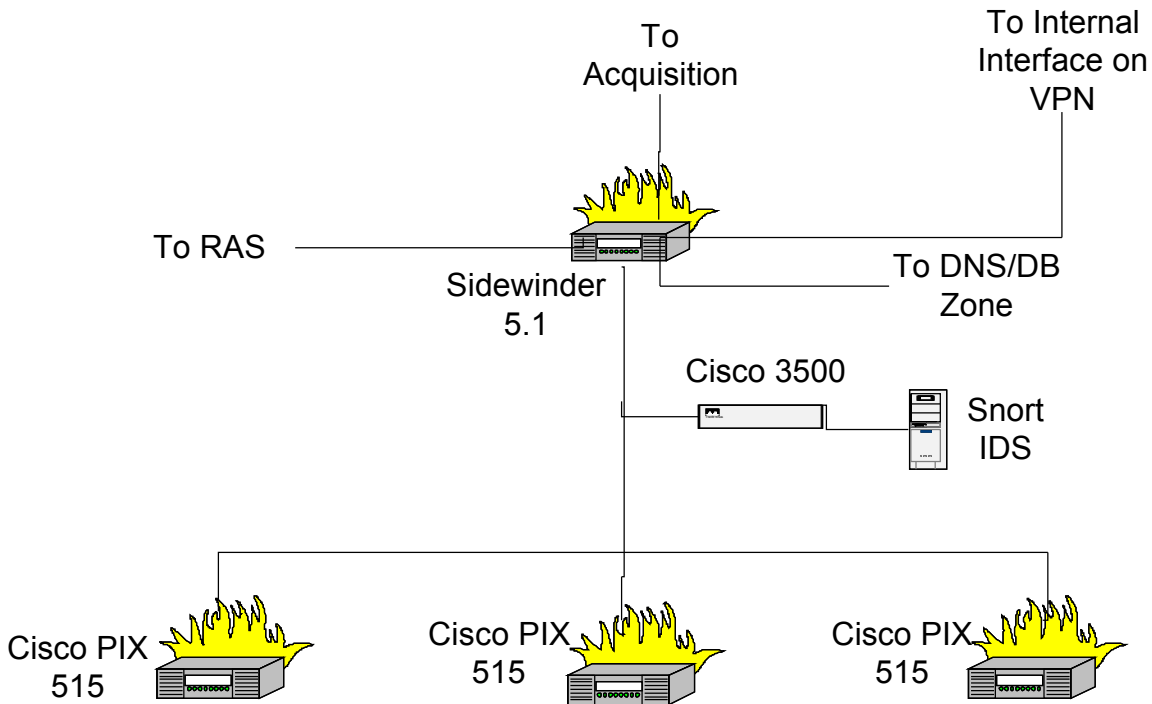 To
Acquisition
To Internal
Interface on
VPN
To RAS
Sidewinder
5.1
To DNS/DB
Zone
Cisco 3500
Snort
IDS
Cisco PIX
515
Cisco PIX
515
Cisco PIX
515